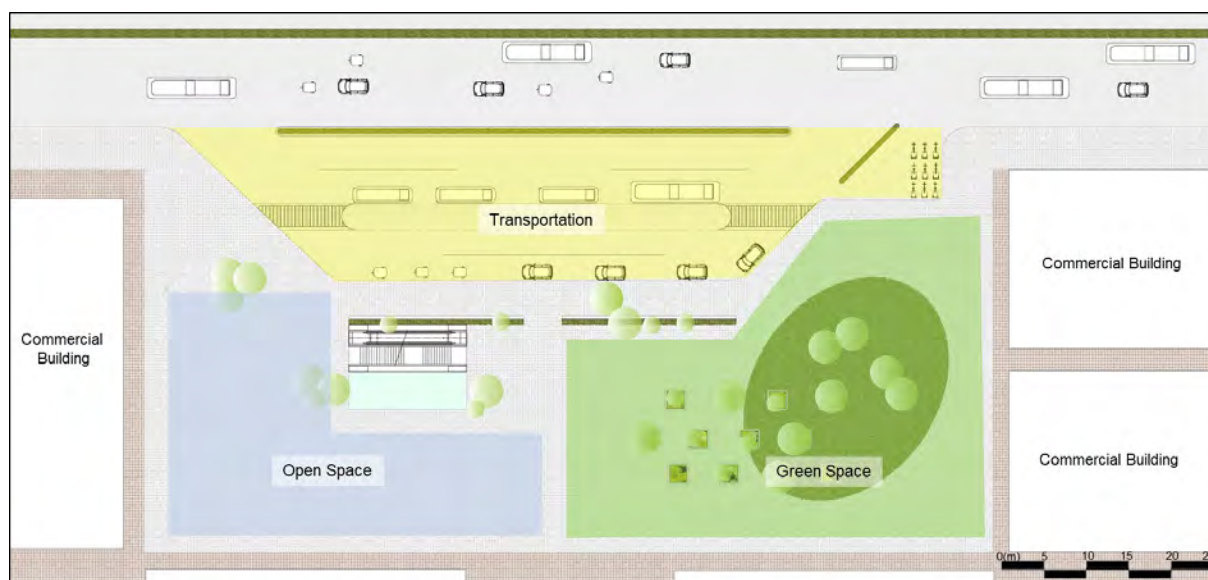 Transportation
Commercial Building
Commercial
Building
Open Space
Green Space
Commercial Building
0(m) 5 10 15 20